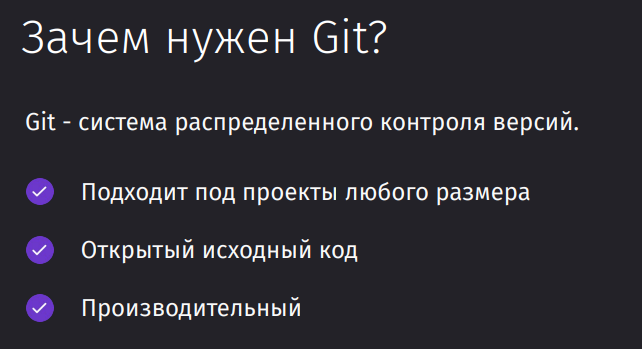 Зачем нужен Git?
Git - система распределенного контроля версий.
Подходит под проекты любого размера
Открытый исходный код
Производительный